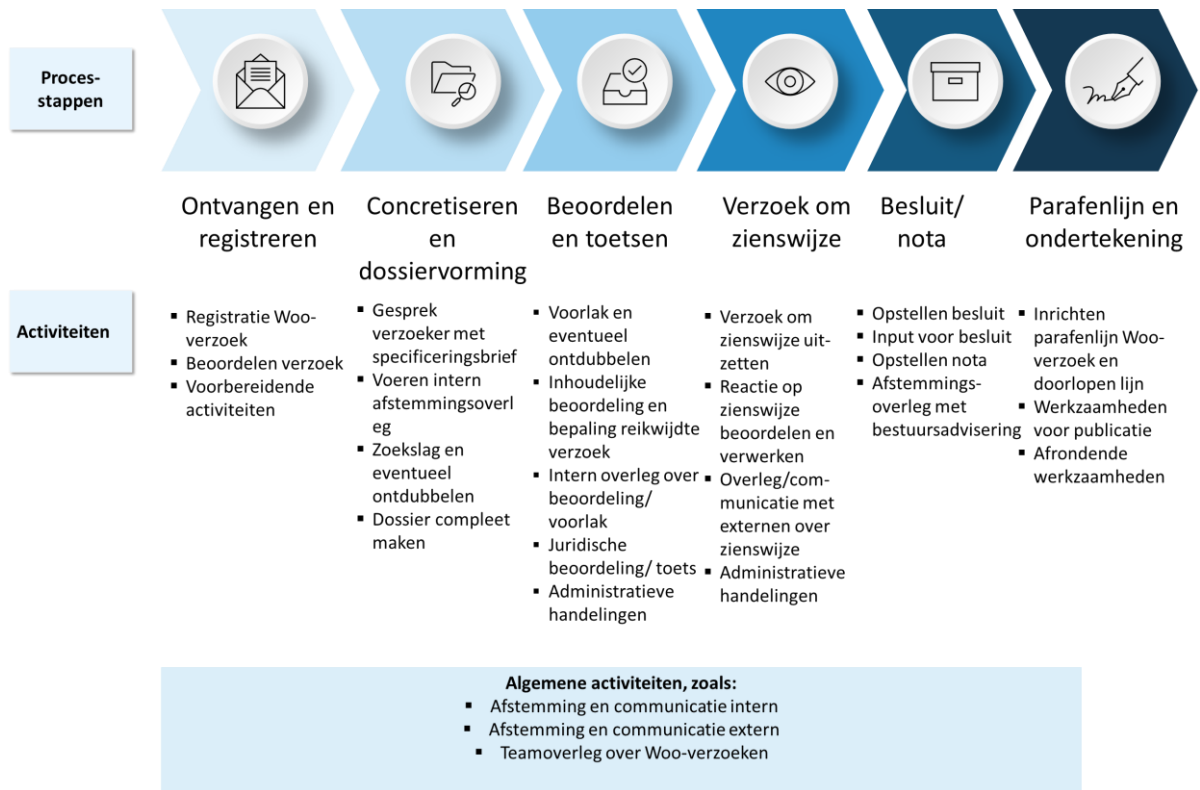 Proces-
stappen
Ontvangen en
registreren
Concretiseren
en
dossiervorming
Beoordelen
en toetsen
Verzoek om
zienswijze
Besluit/
nota
Parafenlijn en
ondertekening
Activiteiten
▪ Registratie Woo-
verzoek
▪ Beoordelen verzoek
▪ Voorbereidende
activiteiten
▪ Gesprek
verzoeker met
specificeringsbrief
▪ Voeren intern
afstemmingsoverl
eg
▪ Zoekslag en
eventueel
ontdubbelen
▪ Dossier compleet
maken
▪ Voorlak en
eventueel
ontdubbelen
▪ Inhoudelijke
beoordeling en
bepaling reikwijdte
verzoek
▪ Intern overleg over
beoordeling/
voorlak
▪ Juridische
beoordeling/ toets
▪ Administratieve
handelingen
▪ Verzoek om
zienswijze uit-
zetten
▪ Reactie op
zienswijze
beoordelen en
verwerken
▪ Overleg/com-
municatie met
externen over
zienswijze
▪ Administratieve
handelingen
▪ Opstellen besluit
▪ Input voor besluit
▪ Opstellen nota
▪ Afstemmings-
overleg met
bestuursadvisering
▪ Inrichten
parafenlijn Woo-
verzoek en
doorlopen lijn
▪ Werkzaamheden
voor publicatie
▪ Afrondende
werkzaamheden
Algemene activiteiten, zoals:
▪ Afstemming en communicatie intern
▪ Afstemming en communicatie extern
▪ Teamoverleg over Woo-verzoeken